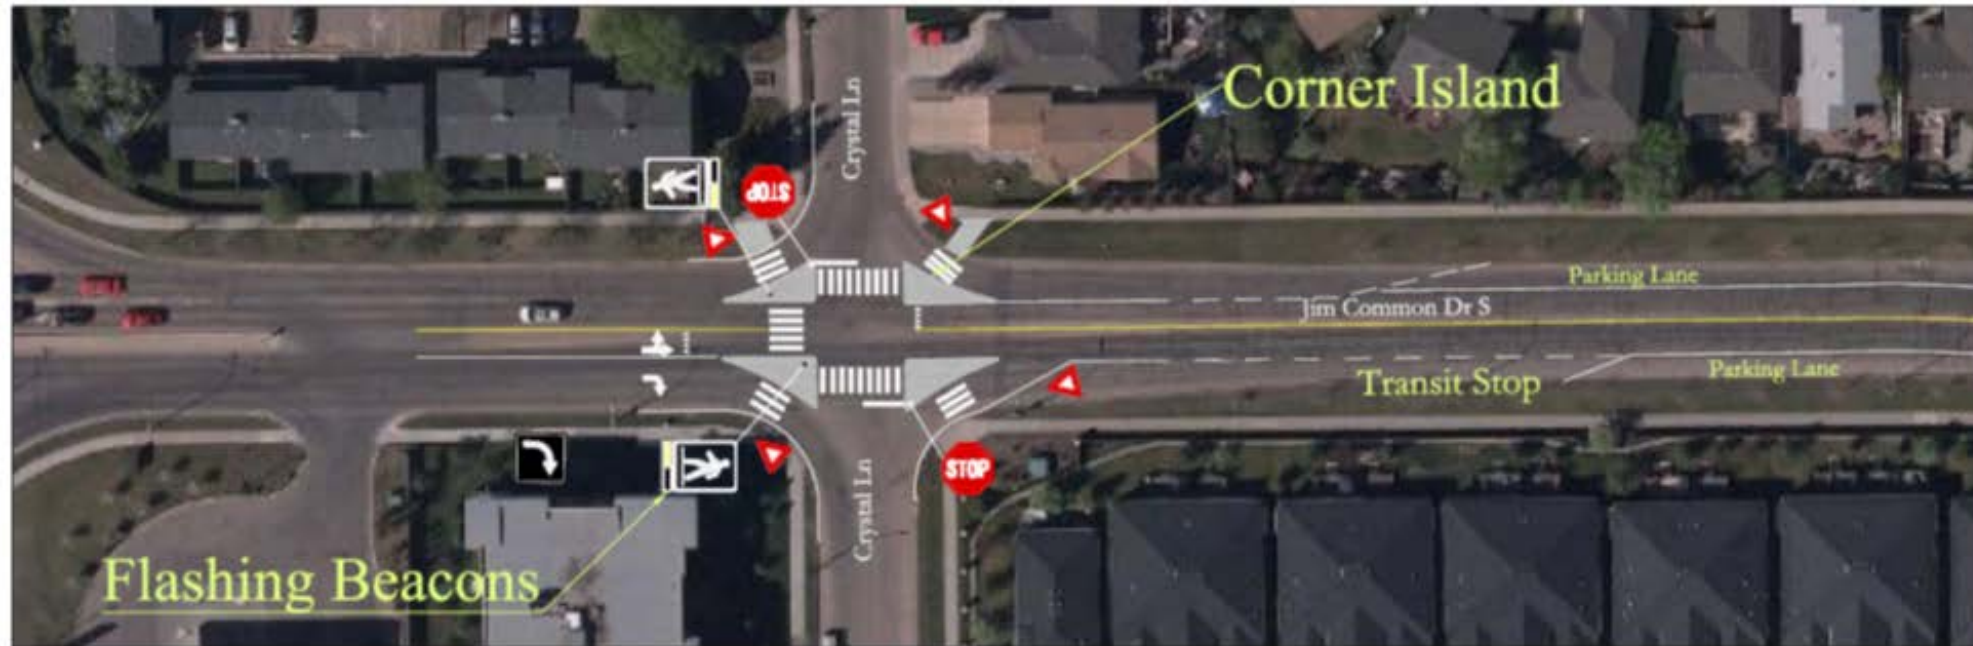 Crystal Ln
Corner Island
STOP
Parking Lane
Jim Common Dr S
Transit Stop
Parking Lane
STOP
Crystal Ln
Flashing Beacons